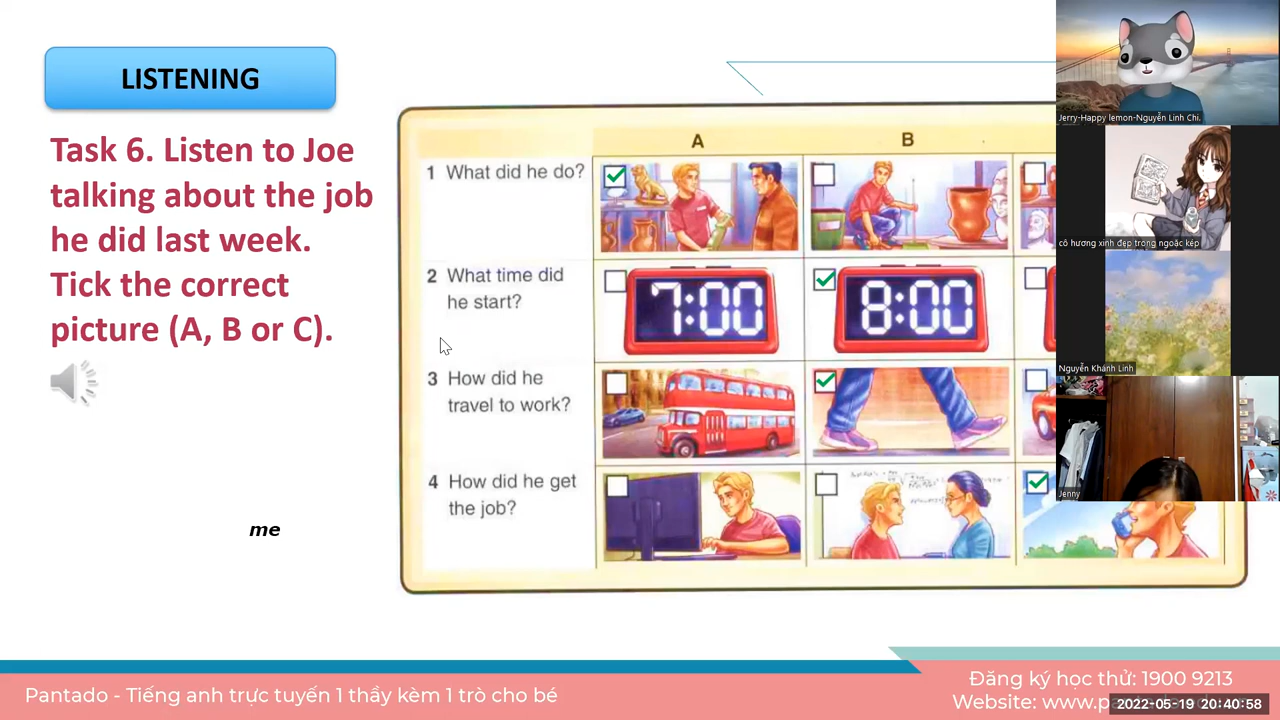 LISTENING
Task 6. Listen to Joe
talking about the job
he did last week.
Tick the correct
picture (A, B or C).
me
A
B
1 What did he do?
2 What time did
he start?
7:00
8:00
3 How did he
travel to work?
4 How did he get
the job?
Jerry-Happy lemon-Nguyễn Linh Chi.
cô hương xinh đẹp trong ngoặc kép
Nguyễn Khánh Linh
Jenny
Pantado - Tiếng anh trực tuyến 1 thầy kèm 1 trò cho bé
Đăng ký học thử: 1900 9213
Website:
2022-05-19 20:40:58